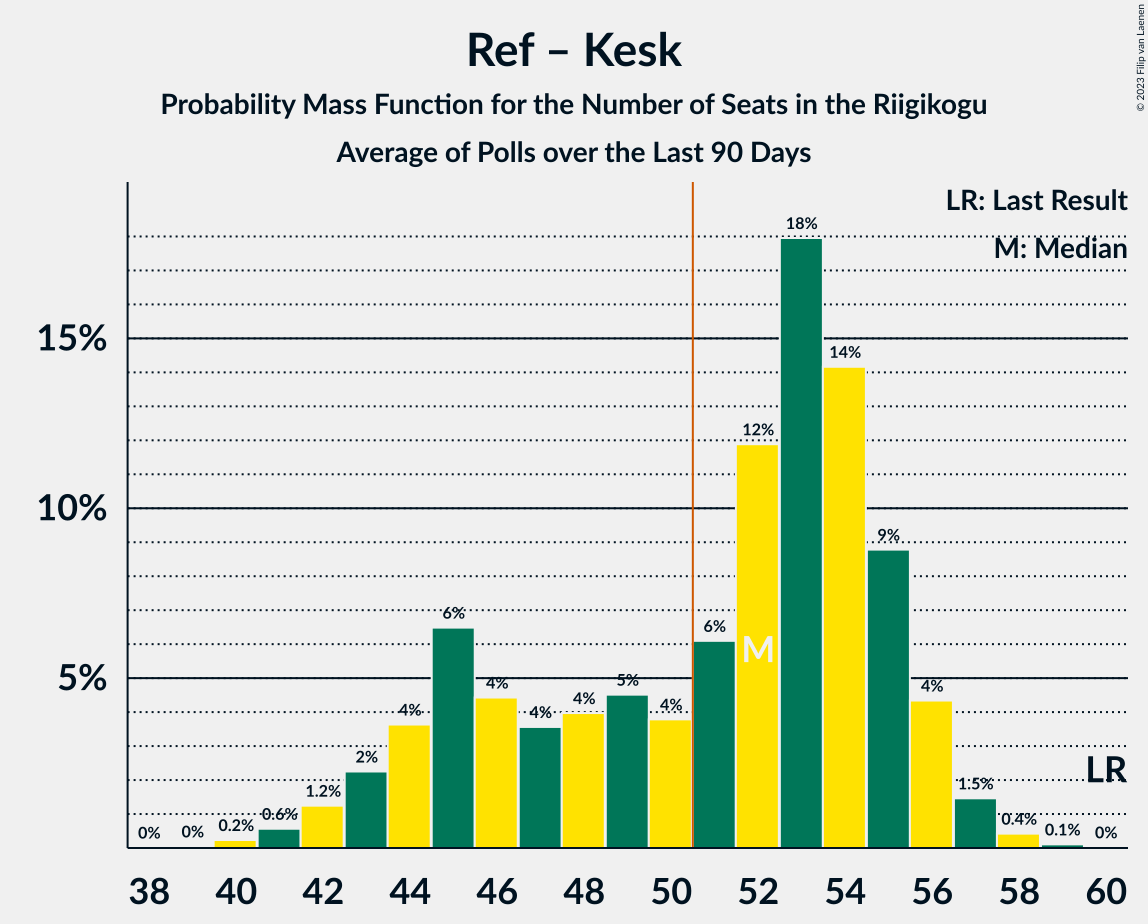 Ref – Kesk
Probability Mass Function for the Number of Seats in the Riigikogu
Average of Polls over the Last 90 Days
© 2023 Filip van Laenen
LR: Last Result
M: Median
18%
15%
14%
12%
10%
9%
6%
6%
M
5%
4%
5%
4%
4%
4%
4%
4%
2%
LR
1.2%
1.5%
0.6%
0.4%
0%
0%
0.2%
0.1%
0%
38 40 42 44 46 48 50 52 54 56 58 60